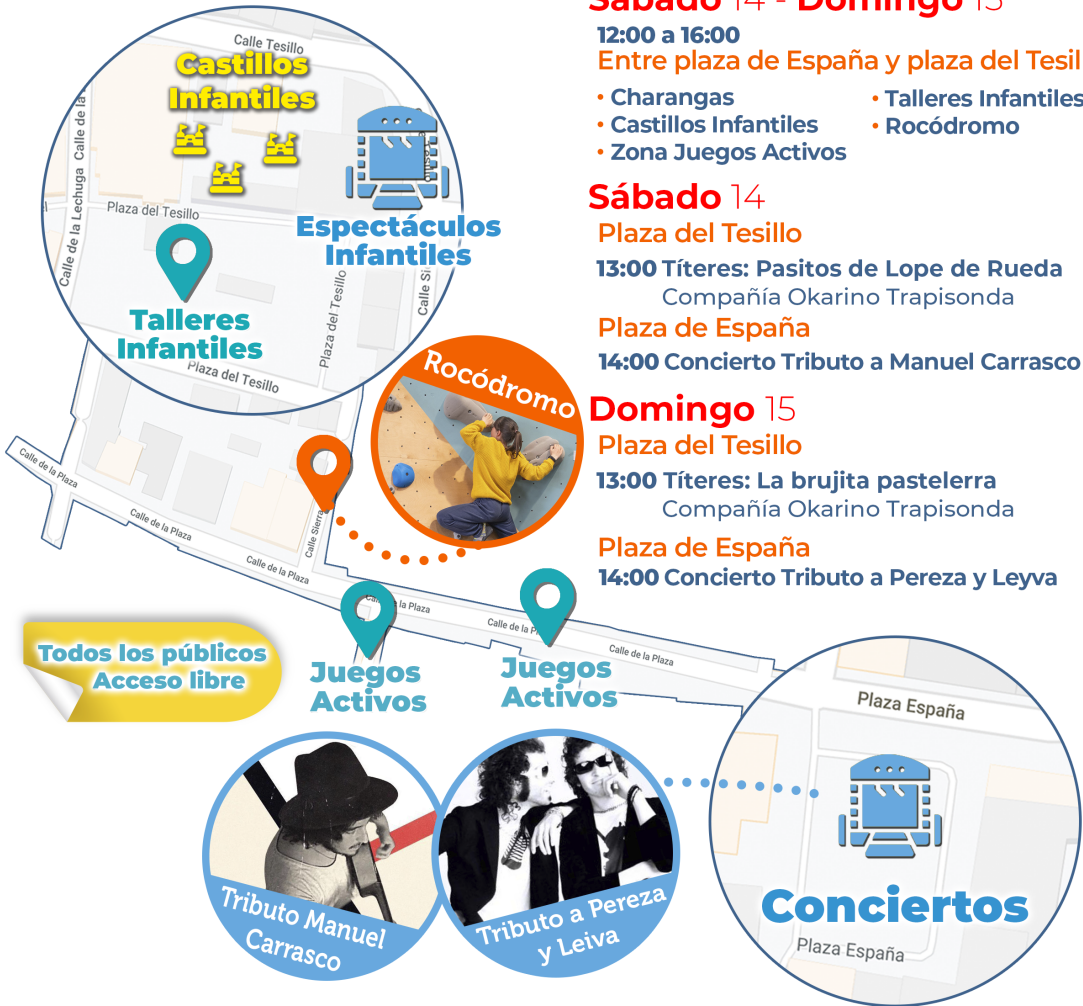 Sábado 14 - Domingo 15
12:00 a 16:00
Entre plaza de España y plaza del Tesil
• Charangas
• Castillos Infantiles
• Zona Juegos Activos
• Talleres Infantiles
• Rocódromo
Sábado 14
Plaza del Tesillo
13:00 Títeres: Pasitos de Lope de Rueda
Compañía Okarino Trapisonda
Plaza de España
14:00 Concierto Tributo a Manuel Carrasco
Domingo 15
Plaza del Tesillo
13:00 Títeres: La brujita pastelerra
Compañía Okarino Trapisonda
Plaza de España
14:00 Concierto Tributo a Pereza y Leyva
Calle Tesillo
Castillos
Infantiles
Calle de la Lechuga
Calle de la
Plaza del Tesillo
Espectáculos
Infantiles
Talleres
Infantiles
Plaza del Tesillo
Calle Si
Plaza del Tesillo
Rocódromo
Calle de la Plaza
Calle de la Plaza
Calle Sierra
Calle de la Plaza
la Plaza
Calle de la P
Calle de la Plaza
Todos los públicos
Acceso libre
Juegos
Activos
Juegos
Activos
Plaza España
Conciertos
Plaza España
Tributo Manuel
Carrasco
Tributo a Pereza
y Leiva